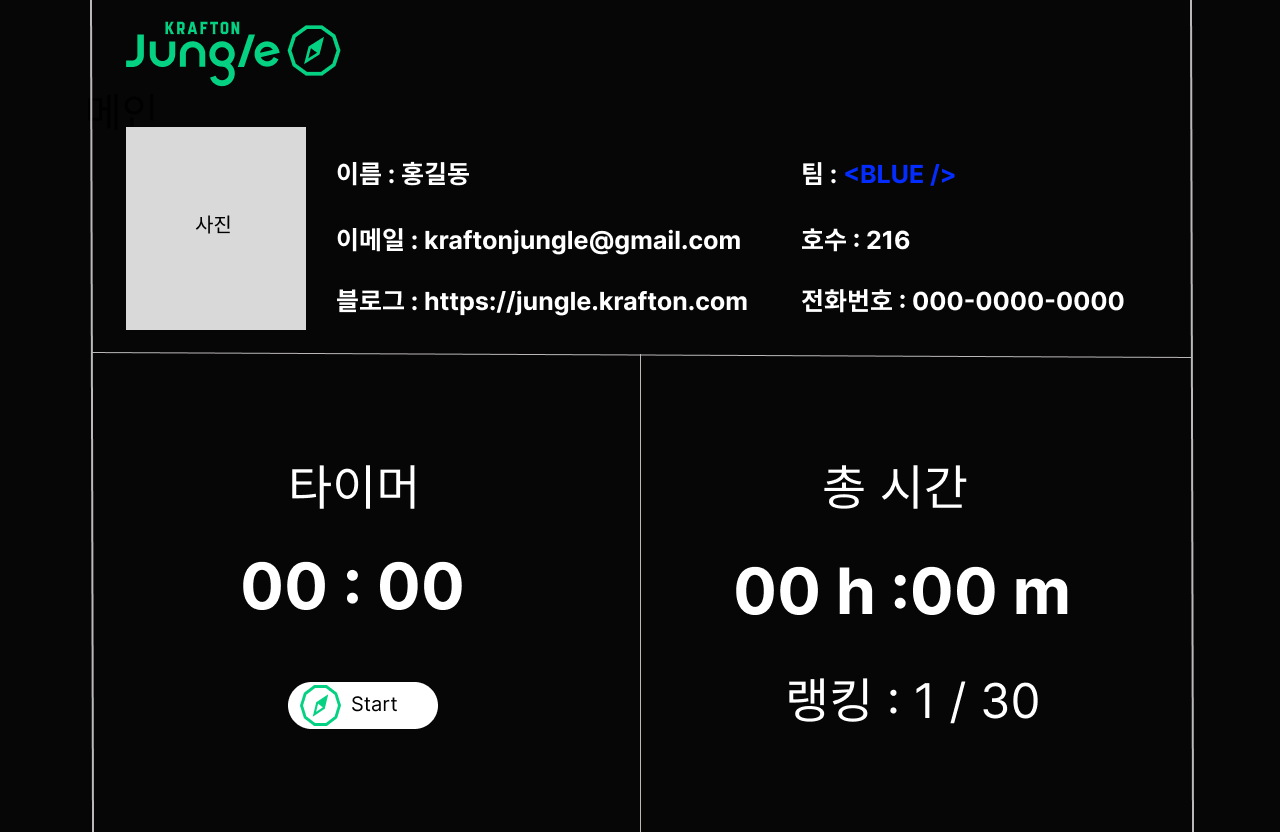 KRAFTON
Jungle
메인
사진
이름 : 홍길동
팀 : <BLUE />
이메일 : kraftonjungle@gmail.com
호수 : 216
블로그 : https://jungle.krafton.com
전화번호 : 000-0000-0000
타이머
00 : 00
Start
총 시간
00 h :00 m
랭킹 : 1 / 30